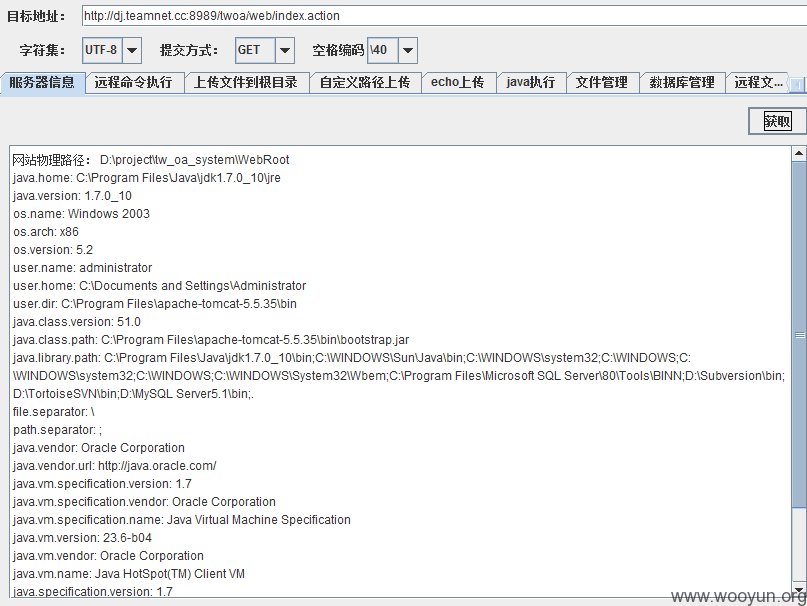 目标地址： http://dj.teamnet.cc:8989/twoa/web/index.action
字符集： UTF-8 提交方式： GET 空格编码 \40
服务器信息 远程命令执行 上传文件到根目录 自定义路径上传 echo上传 java执行 文件管理 数据库管理 远程文...
获取
网站物理路径： D:\project\tw_oa_system\WebRoot
java.home: C:\Program Files\Java\jdk1.7.0_10\jre
java.version: 1.7.0_10
os.name: Windows 2003
os.arch: x86
os.version: 5.2
user.name: administrator
user.home: C:\Documents and Settings\Administrator
user.dir: C:\Program Files\apache-tomcat-5.5.35\bin
java.class.version: 51.0
java.class.path: C:\Program Files\apache-tomcat-5.5.35\bin\bootstrap.jar
java.library.path: C:\Program Files\Java\jdk1.7.0_10\bin;C:\WINDOWS\Sun\Java\bin;C:\WINDOWS\system32;C:\WINDOWS;C:
\WINDOWS\system32;C:\WINDOWS;C:\WINDOWS\System32\Wbem;C:\Program Files\Microsoft SQL Server\80\Tools\BINN;D:\Subversion\bin;
D:\TortoiseSVN\bin;D:\MySQL Server5.1\bin;.
file.separator: \
path.separator: ;
java.vendor: Oracle Corporation
java.vendor.url: http://java.oracle.com/
java.vm.specification.version: 1.7
java.vm.specification.vendor: Oracle Corporation
java.vm.specification.name: Java Virtual Machine Specification
java.vm.version: 23.6-b04
java.vm.vendor: Oracle Corporation
java.vm.name: Java HotSpot(TM) Client VM
java.specification.version: 1.7
www.wooyun.org